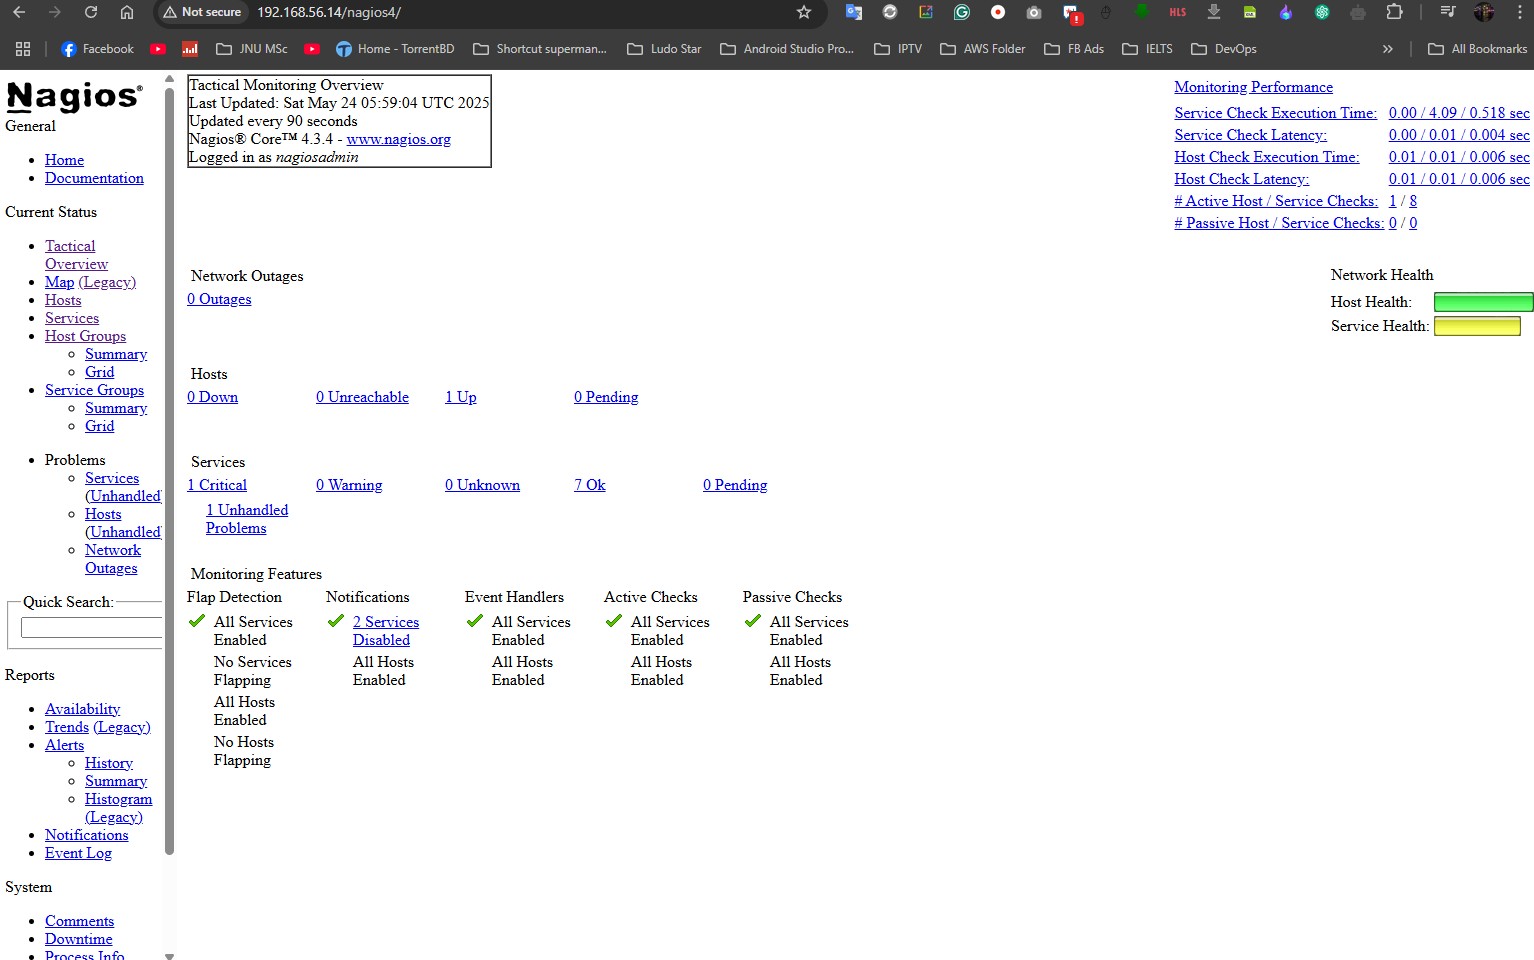 Not secure
192.168.56.14/nagios4/
HLS
Facebook
JNU MSc
Home - TorrentBD
Shortcut superman...
Ludo Star
Android Studio Pro...
IPTV
AWS Folder
FB Ads
IELTS
DevOps
»
All Bookmarks
Nagios®
General
Home
Documentation
Current Status
Tactical
Overview
Map (Legacy)
Hosts
Services
Host Groups
Summary
Grid
Service Groups
Summary
Grid
Problems
Services
(Unhandled)
Hosts
(Unhandled)
Network
Outages
Quick Search:
Reports
Availability
Trends (Legacy)
Alerts
History
Summary
Histogram
(Legacy)
Notifications
Event Log
System
Comments
Downtime
Process Info
Tactical Monitoring Overview
Last Updated: Sat May 24 05:59:04 UTC 2025
Updated every 90 seconds
Nagios® Core™ 4.3.4 - www.nagios.org
Logged in as nagiosadmin
Monitoring Performance
Service Check Execution Time: 0.00 / 4.09 / 0.518 sec
Service Check Latency: 0.00 / 0.01 / 0.004 sec
Host Check Execution Time: 0.01 / 0.01 / 0.006 sec
Host Check Latency: 0.01 / 0.01 / 0.006 sec
# Active Host / Service Checks: 1 / 8
# Passive Host / Service Checks: 0 / 0
Network Outages
0 Outages
Network Health
Host Health:
Service Health:
Hosts
0 Down 0 Unreachable 1 Up 0 Pending
Services
1 Critical 0 Warning 0 Unknown 7 Ok 0 Pending
1 Unhandled
Problems
Monitoring Features
Flap Detection Notifications Event Handlers Active Checks Passive Checks
All Services 2 Services All Services All Services All Services
Enabled Disabled Enabled Enabled Enabled
No Services All Hosts All Hosts All Hosts All Hosts
Flapping Enabled Enabled Enabled Enabled
All Hosts
Enabled
No Hosts
Flapping